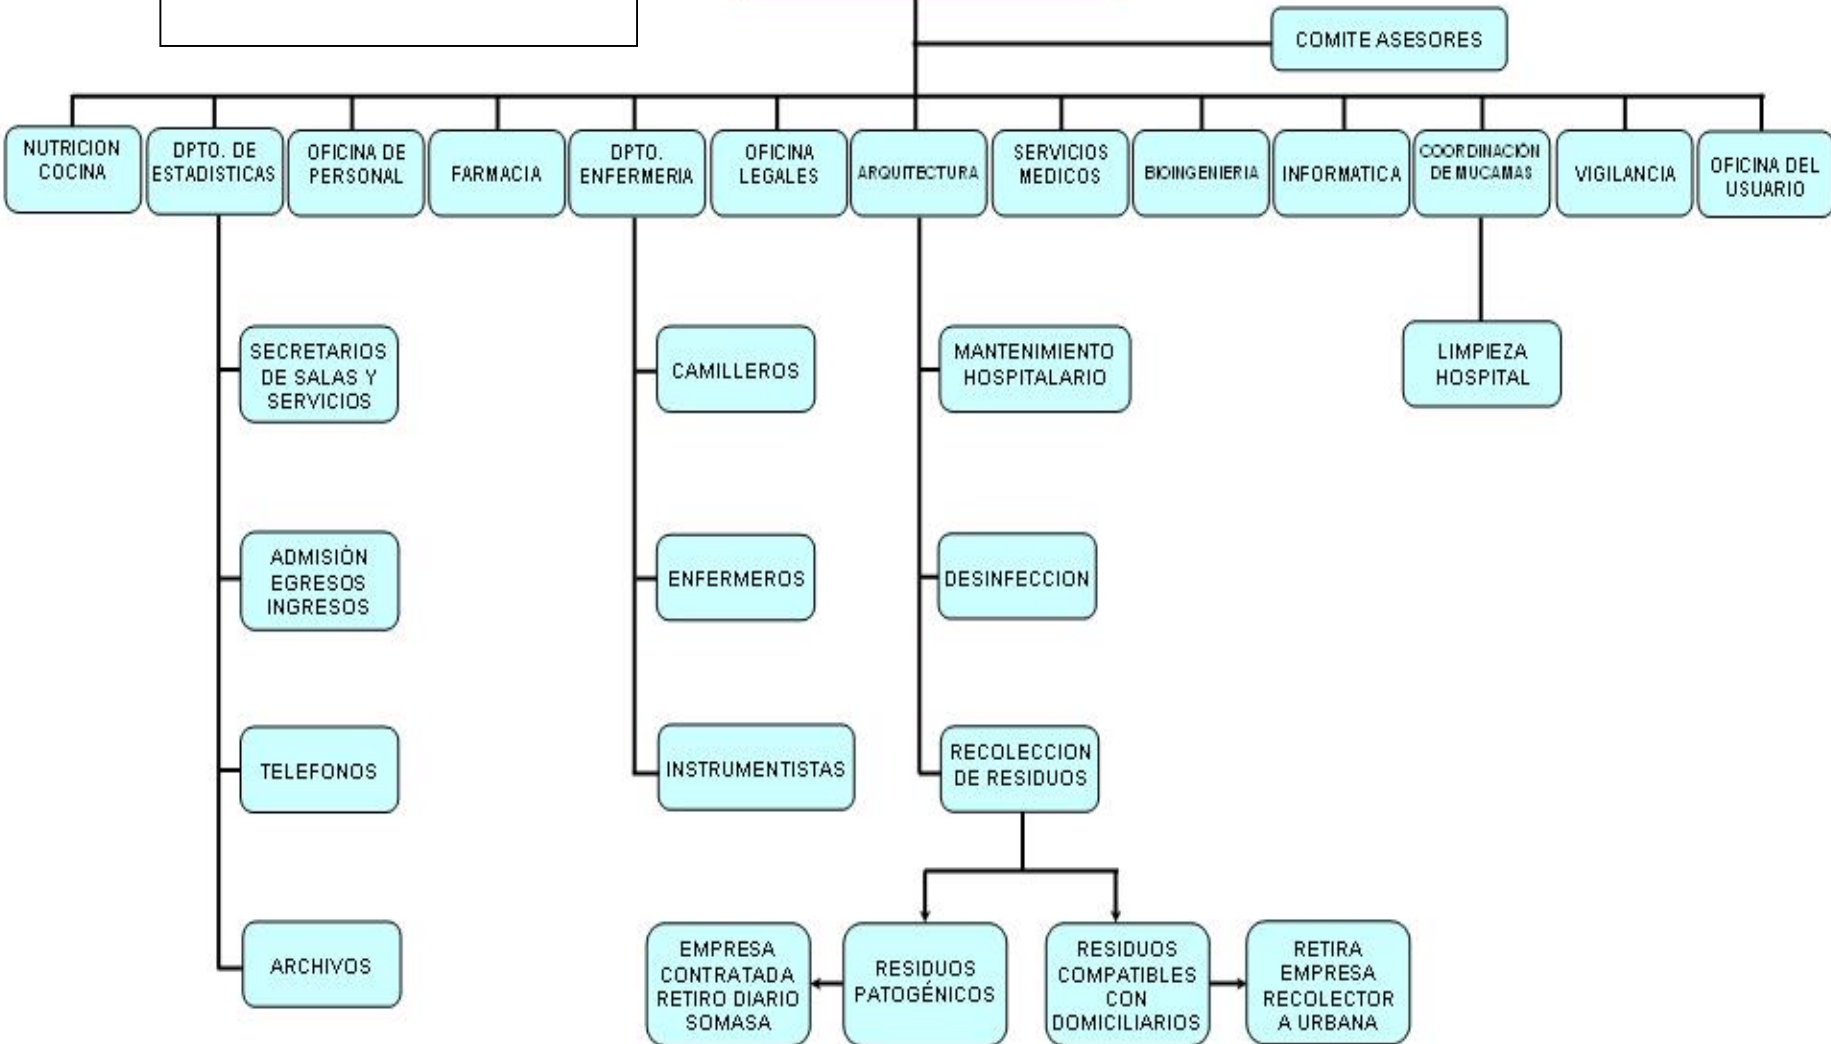 COMITE ASESORES
NUTRICION
COCINA
DPTO. DE
ESTADISTICAS
OFICINA DE
PERSONAL
FARMACIA
DPTO.
ENFERMERIA
OFICINA
LEGALES
ARQUITECTURA
SERVICIOS
MEDICOS
BIOINGENIERIA
INFORMATICA
COORDINACIÓN
DE MUCAMAS
VIGILANCIA
OFICINA DEL
USUARIO
SECRETARIOS
DE SALAS Y
SERVICIOS
CAMILLEROS
MANTENIMIENTO
HOSPITALARIO
LIMPIEZA
HOSPITAL
ADMISIÓN
EGRESOS
INGRESOS
ENFERMEROS
DESINFECCION
TELEFONOS
INSTRUMENTISTAS
RECOLECCION
DE RESIDUOS
ARCHIVOS
EMPRESA
CONTRATADA
RETIRO DIARIO
SOMASA
RESIDUOS
PATOGÉNICOS
RESIDUOS
COMPATIBLES
CON
DOMICILIARIOS
RETIRA
EMPRESA
RECOLECTOR
A URBANA